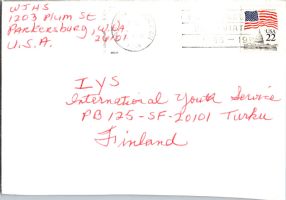 WJHS
1203 Plum St
Parkersburg, W.VA
26101
U.S.A.
USA
22
IYS
International Youth Service
PB 125-SF-20101 Turku
Finland